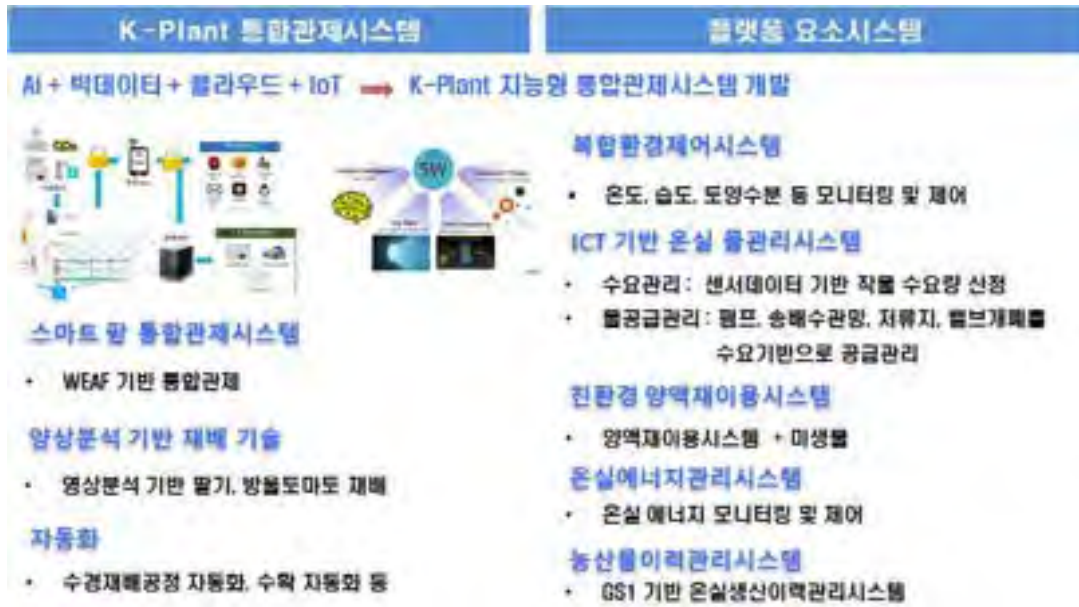 K-Plant 통합관제시스템
플랫폼 요소시스템
AI + 빅데이터 + 클라우드 + IoT → K-Plant 지능형 통합관제시스템 개발
SW
스마트 팜 통합관제시스템
• WEAF 기반 통합관제
양상분석 기반 재배 기술
• 영상분석 기반 딸기, 방울토마토 재배
자동화
• 수경재배공정 자동화, 수확 자동화 등
복합환경제어시스템
• 온도, 습도, 토양수분 등 모니터링 및 제어
ICT 기반 온실 물관리시스템
• 수요관리 : 센서데이터 기반 작물 수요량 산정
• 물공급관리 : 펌프, 송배수관망, 저류지, 밸브개폐를
수요기반으로 공급관리
친환경 양액재이용시스템
• 양액재이용시스템 + 미생물
온실에너지관리시스템
• 온실 에너지 모니터링 및 제어
농산물이력관리시스템
• GS1 기반 온실생산이력관리시스템